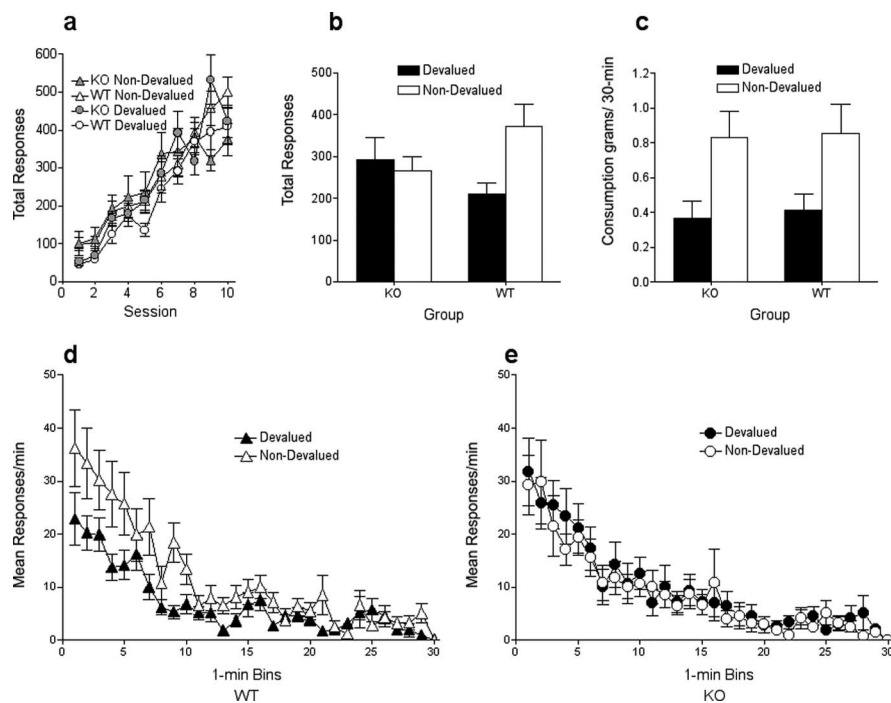 a
Total Responses
600
500
400
300
200
100
0
KO Non-Devalued
WT Non-Devalued
KO Devalued
WT Devalued
0 2 4 6 8 10
Session
b
Total Responses
500
400
300
200
100
0
Devalued
Non-Devalued
KO WT
Group
c
Consumption grams/ 30-min
1.2
1.0
0.8
0.6
0.4
0.2
0.0
Devalued
Non-Devalued
KO WT
Group
d
Mean Responses/min
50
40
30
20
10
0
Devalued
Non-Devalued
0 5 10 15 20 25 30
1-min Bins
WT
e
Mean Responses/min
50
40
30
20
10
0
Devalued
Non-Devalued
0 5 10 15 20 25 30
1-min Bins
KO